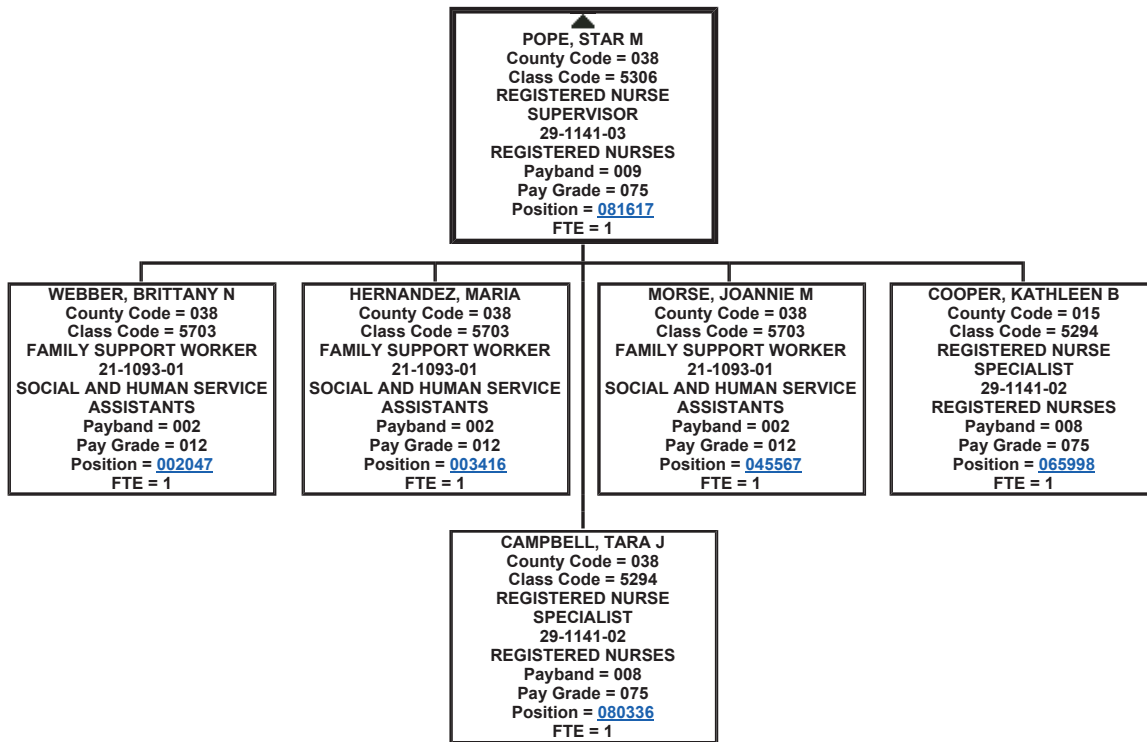 POPE, STAR M
County Code = 038
Class Code = 5306
REGISTERED NURSE
SUPERVISOR
29-1141-03
REGISTERED NURSES
Payband = 009
Pay Grade = 075
Position = 081617
FTE = 1
WEBBER, BRITTANY N
County Code = 038
Class Code = 5703
FAMILY SUPPORT WORKER
21-1093-01
SOCIAL AND HUMAN SERVICE
ASSISTANTS
Payband = 002
Pay Grade = 012
Position = 002047
FTE = 1
HERNANDEZ, MARIA
County Code = 038
Class Code = 5703
FAMILY SUPPORT WORKER
21-1093-01
SOCIAL AND HUMAN SERVICE
ASSISTANTS
Payband = 002
Pay Grade = 012
Position = 003416
FTE = 1
MORSE, JOANNIE M
County Code = 038
Class Code = 5703
FAMILY SUPPORT WORKER
21-1093-01
SOCIAL AND HUMAN SERVICE
ASSISTANTS
Payband = 002
Pay Grade = 012
Position = 045567
FTE = 1
COOPER, KATHLEEN B
County Code = 015
Class Code = 5294
REGISTERED NURSE
SPECIALIST
29-1141-02
REGISTERED NURSES
Payband = 008
Pay Grade = 075
Position = 065998
FTE = 1
CAMPBELL, TARA J
County Code = 038
Class Code = 5294
REGISTERED NURSE
SPECIALIST
29-1141-02
REGISTERED NURSES
Payband = 008
Pay Grade = 075
Position = 080336
FTE = 1